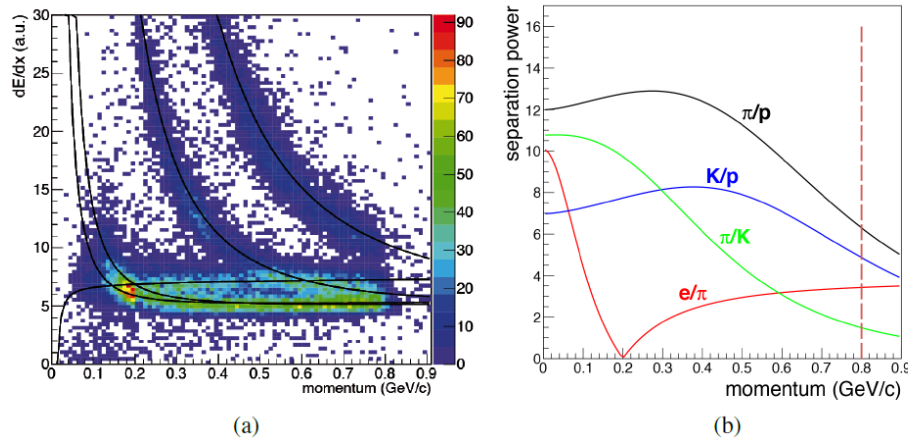 dE/dx (a.u.)
30
25
20
15
10
5
0
0 0.1 0.2 0.3 0.4 0.5 0.6 0.7 0.8 0.9
momentum (GeV/c)
90
80
70
60
50
40
30
20
10
0
(a)
separation power
16
14
12
10
8
6
4
2
0
π/p
K/p
π/K
e/π
0 0.1 0.2 0.3 0.4 0.5 0.6 0.7 0.8 0.9
momentum (GeV/c)
(b)